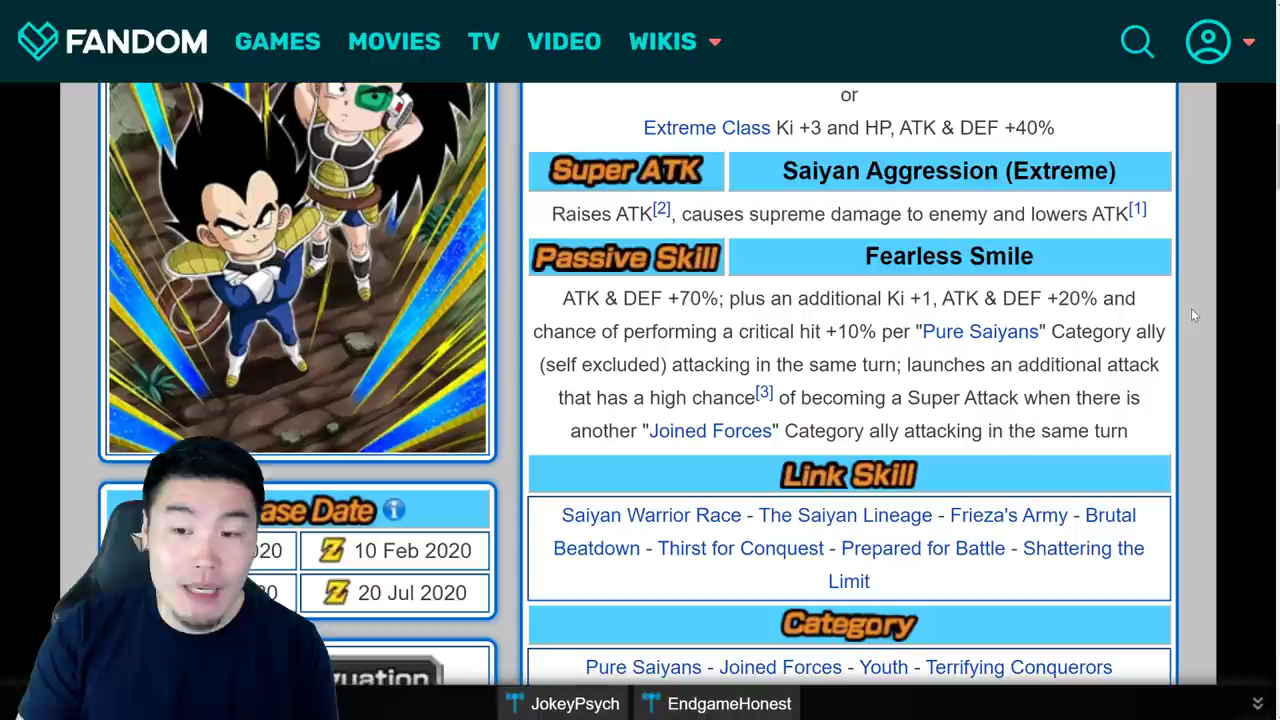 FANDOM GAMES MOVIES TV VIDEO WIKIS
or
Extreme Class Ki +3 and HP, ATK & DEF +40%
Super ATK Saiyan Aggression (Extreme)
Raises ATK[2], causes supreme damage to enemy and lowers ATK[1]
Passive Skill Fearless Smile
ATK & DEF +70%; plus an additional Ki +1, ATK & DEF +20% and
chance of performing a critical hit +10% per "Pure Saiyans" Category ally
(self excluded) attacking in the same turn; launches an additional attack
that has a high chance[3] of becoming a Super Attack when there is
another "Joined Forces" Category ally attacking in the same turn
Link Skill
Saiyan Warrior Race - The Saiyan Lineage - Frieza's Army - Brutal
Beatdown - Thirst for Conquest - Prepared for Battle - Shattering the
Limit
Category
Pure Saiyans - Joined Forces - Youth - Terrifying Conquerors
ase Date i
020 Z 10 Feb 2020
20 Z 20 Jul 2020
JokeyPsych EndgameHonest